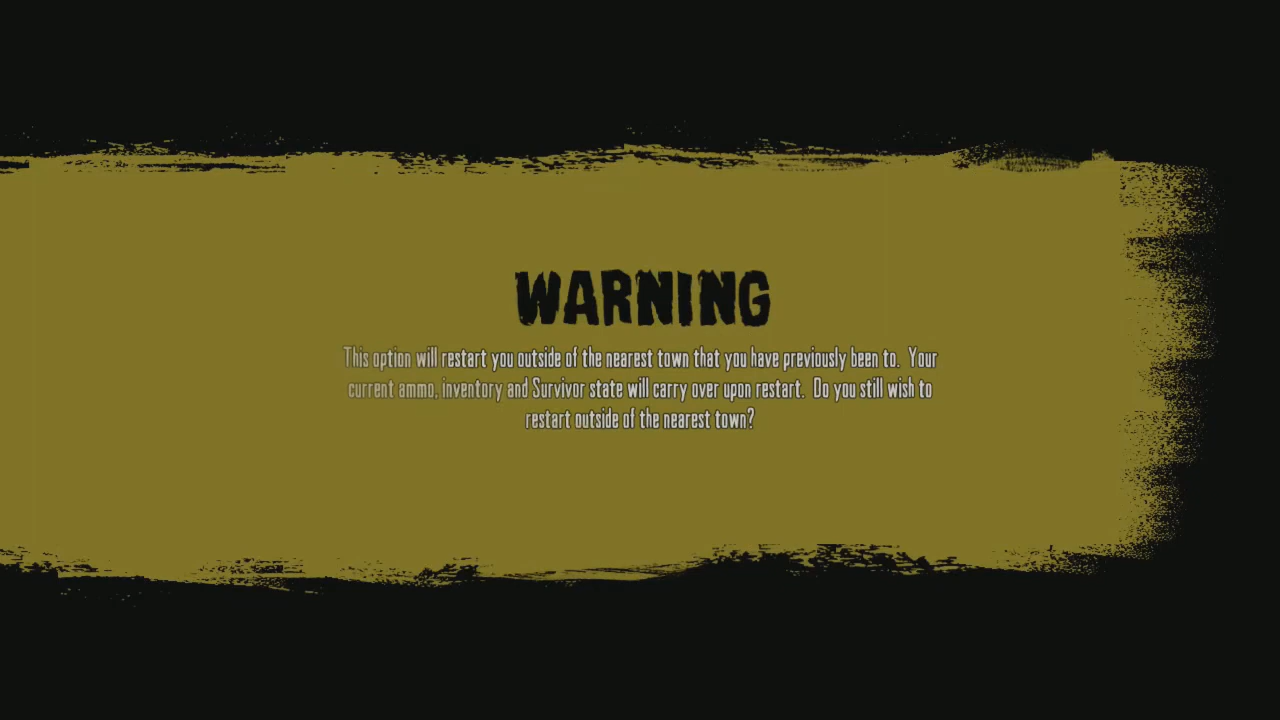 WARNING
This option will restart you outside of the nearest town that you have previously been to.  Your
current ammo, inventory and Survivor state will carry over upon restart.  Do you still wish to
restart outside of the nearest town?